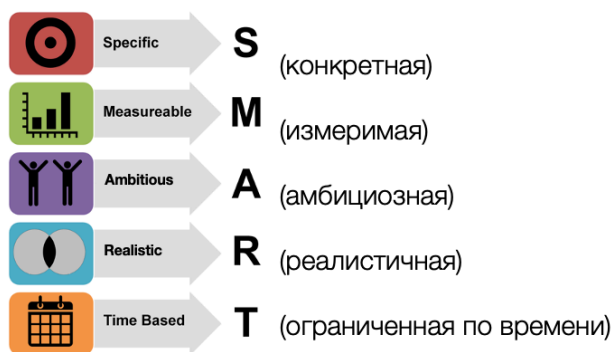 Specific S (конкретная)
Measureable M (измеримая)
Ambitious A (амбициозная)
Realistic R (реалистичная)
Time Based T (ограниченная по времени)